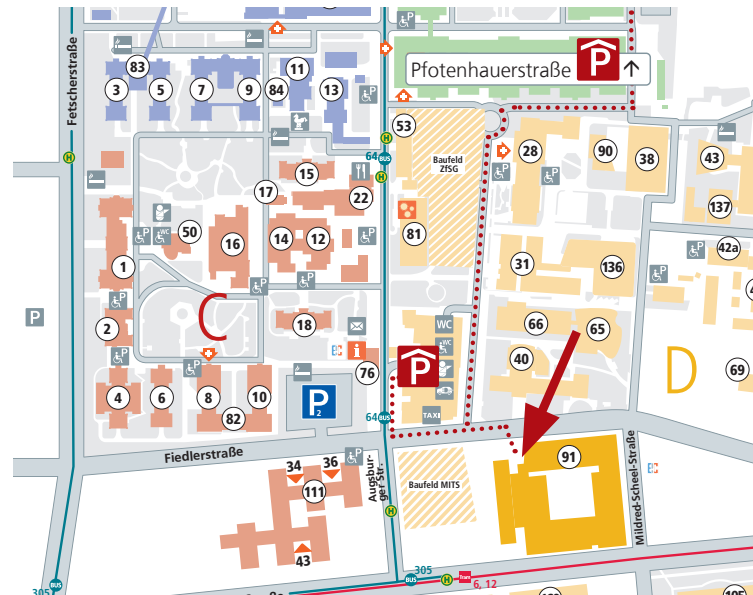 83
11
3
5
7
9
84
13
P
Pfotenhauerstraße P ↑
Fetscherstraße
H
53
H
64 BUS
H
Baufeld
ZfSG
28
90
38
43
137
42a
15
17
22
50
WC
16
14
12
81
31
136
1
P
2
C
18
i
76
66
65
40
D
69
WC
WC
P
TAXI
4
6
8
10
82
P2
64 BUS
Fiedlerstraße
34
36
111
43
Augsbur-
ger Str.
H
Baufeld MITS
91
Mildred-Scheel-Straße
305
BUS
305
BUS
H
Tram
6, 12